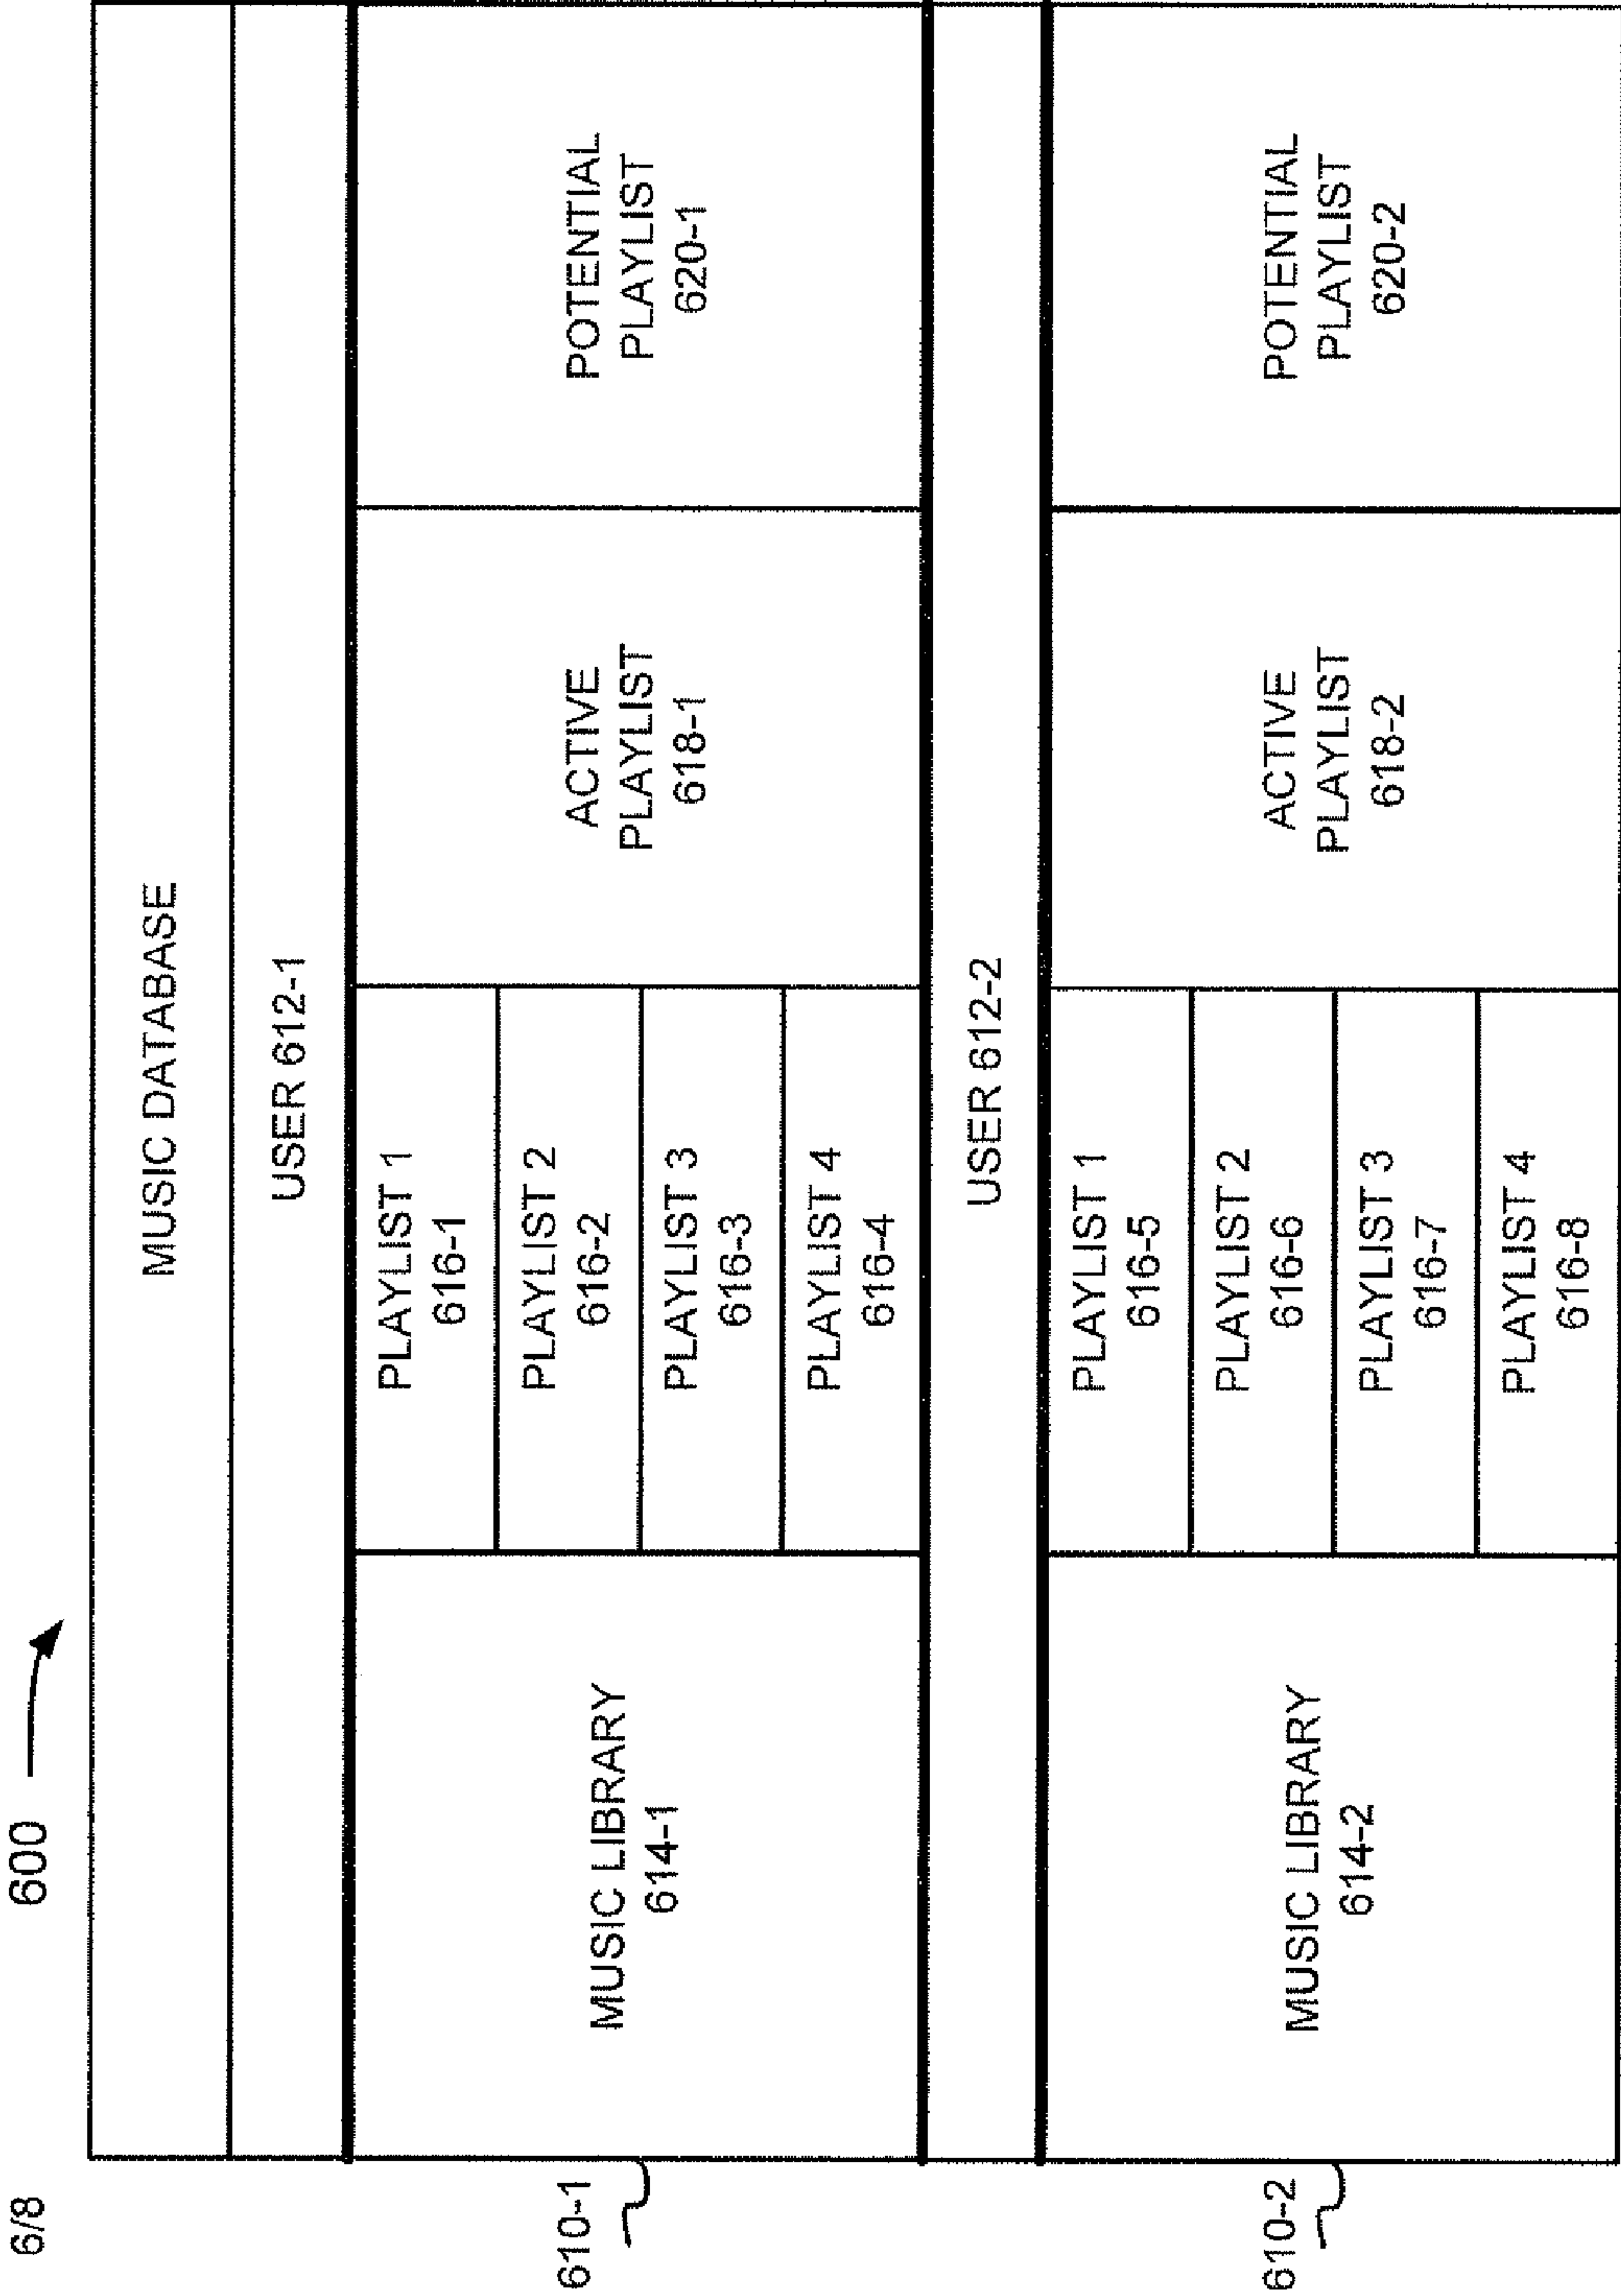 6/8
600
MUSIC DATABASE
USER 612-1
610-1
MUSIC LIBRARY
614-1
PLAYLIST 1
616-1
PLAYLIST 2
616-2
PLAYLIST 3
616-3
PLAYLIST 4
616-4
ACTIVE
PLAYLIST
618-1
POTENTIAL
PLAYLIST
620-1
USER 612-2
610-2
MUSIC LIBRARY
614-2
PLAYLIST 1
616-5
PLAYLIST 2
616-6
PLAYLIST 3
616-7
PLAYLIST 4
616-8
ACTIVE
PLAYLIST
618-2
POTENTIAL
PLAYLIST
620-2